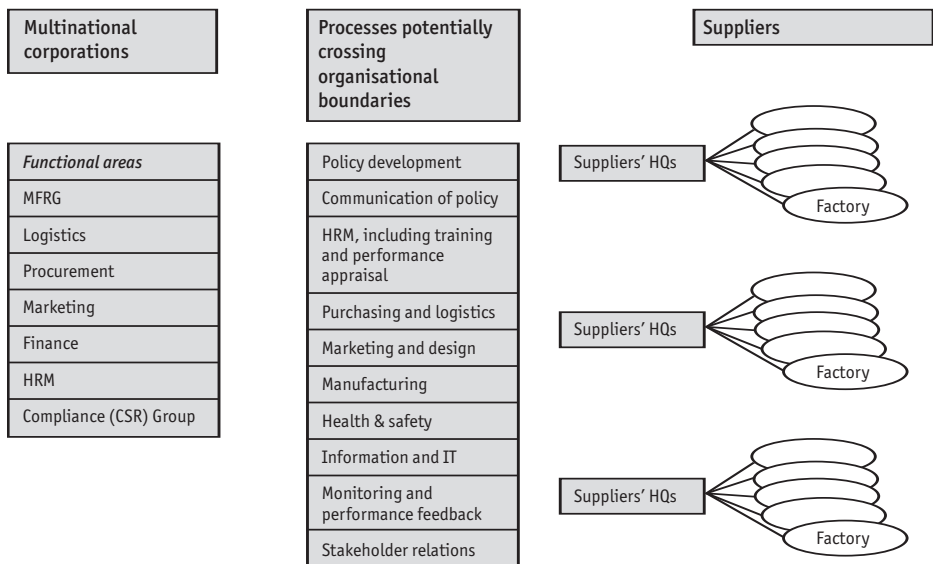 Multinational
corporations
Processes potentially
crossing
organisational
boundaries
Suppliers
Functional areas
MFRG
Logistics
Procurement
Marketing
Finance
HRM
Compliance (CSR) Group
Policy development
Communication of policy
HRM, including training
and performance
appraisal
Purchasing and logistics
Marketing and design
Manufacturing
Health & safety
Information and IT
Monitoring and
performance feedback
Stakeholder relations
Suppliers’ HQs
Factory
Suppliers’ HQs
Factory
Suppliers’ HQs
Factory